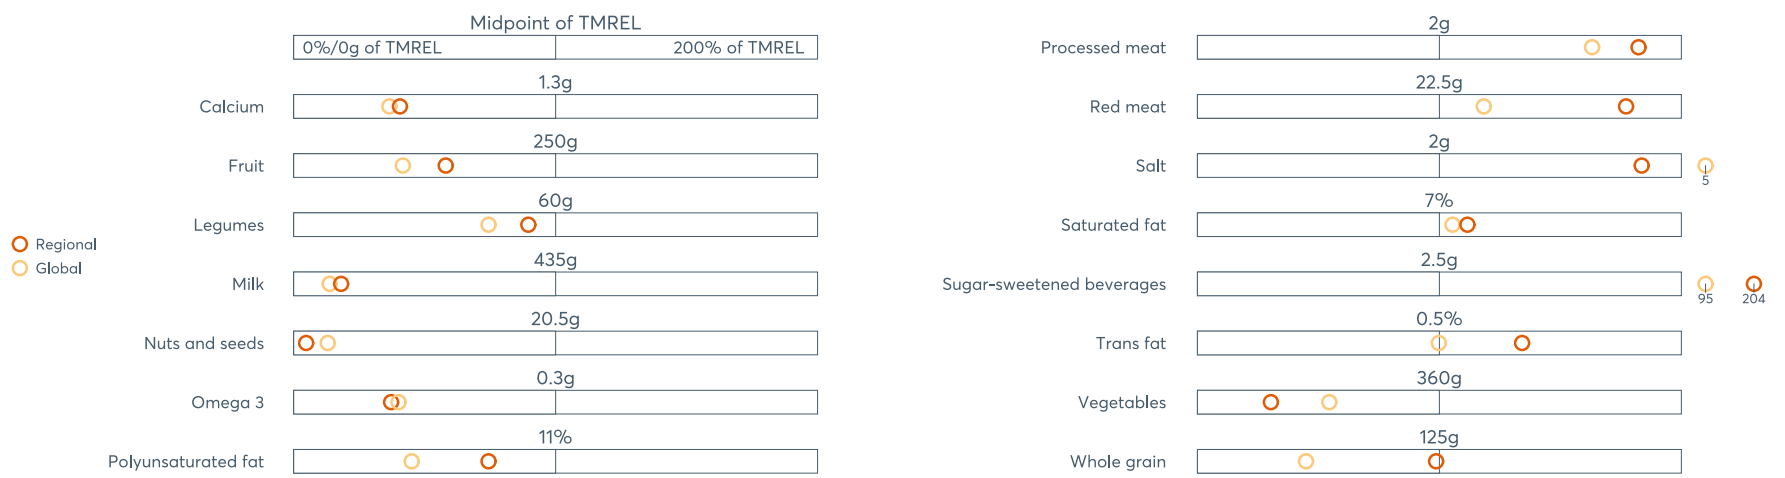 Midpoint of TMREL
0%/0g of TMREL 200% of TMREL
Calcium 1.3g
Fruit 250g
Legumes 60g
Milk 435g
Nuts and seeds 20.5g
Omega 3 0.3g
Polyunsaturated fat 11%
Regional
Global
Processed meat 2g
Red meat 22.5g
Salt 2g
5
Saturated fat 7%
Sugar-sweetened beverages 2.5g
95 204
Trans fat 0.5%
Vegetables 360g
Whole grain 125g